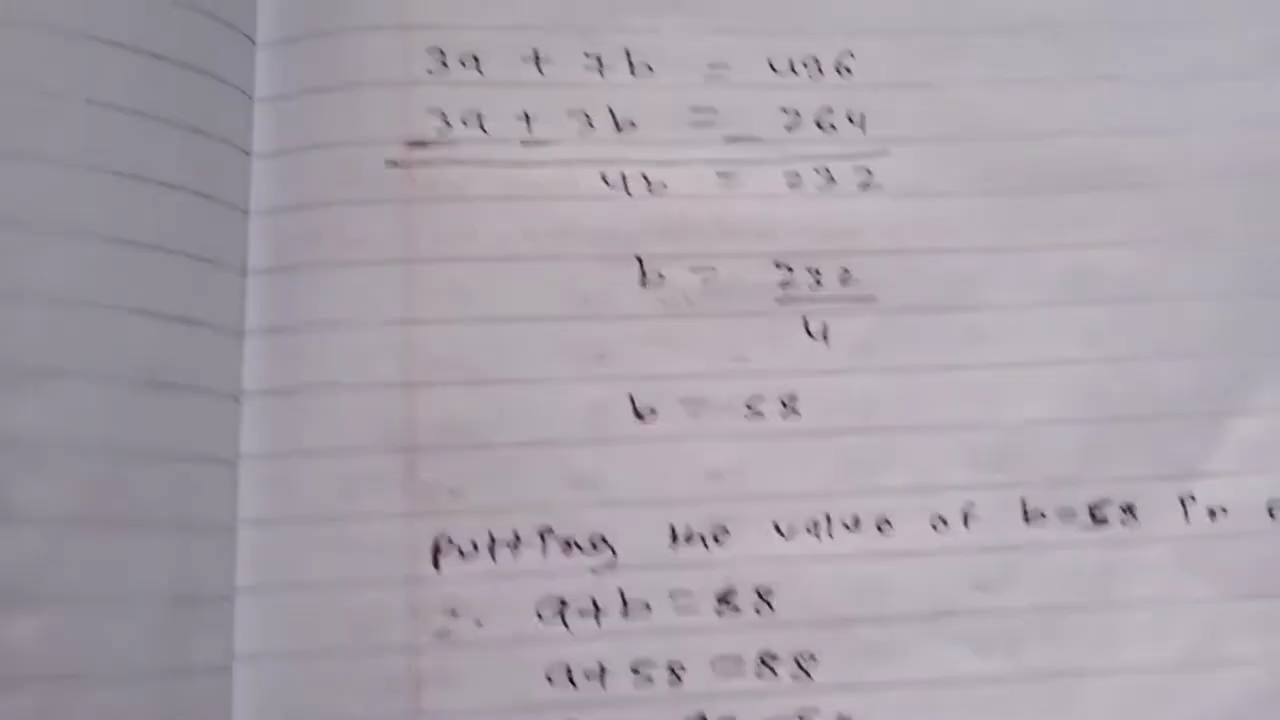 3a + 7b = 496
3a + 3b = 264
4b = 232
b = 232
4
b = 58
putting the value of b=58 in
∴ a+b = 88
a+58 = 88